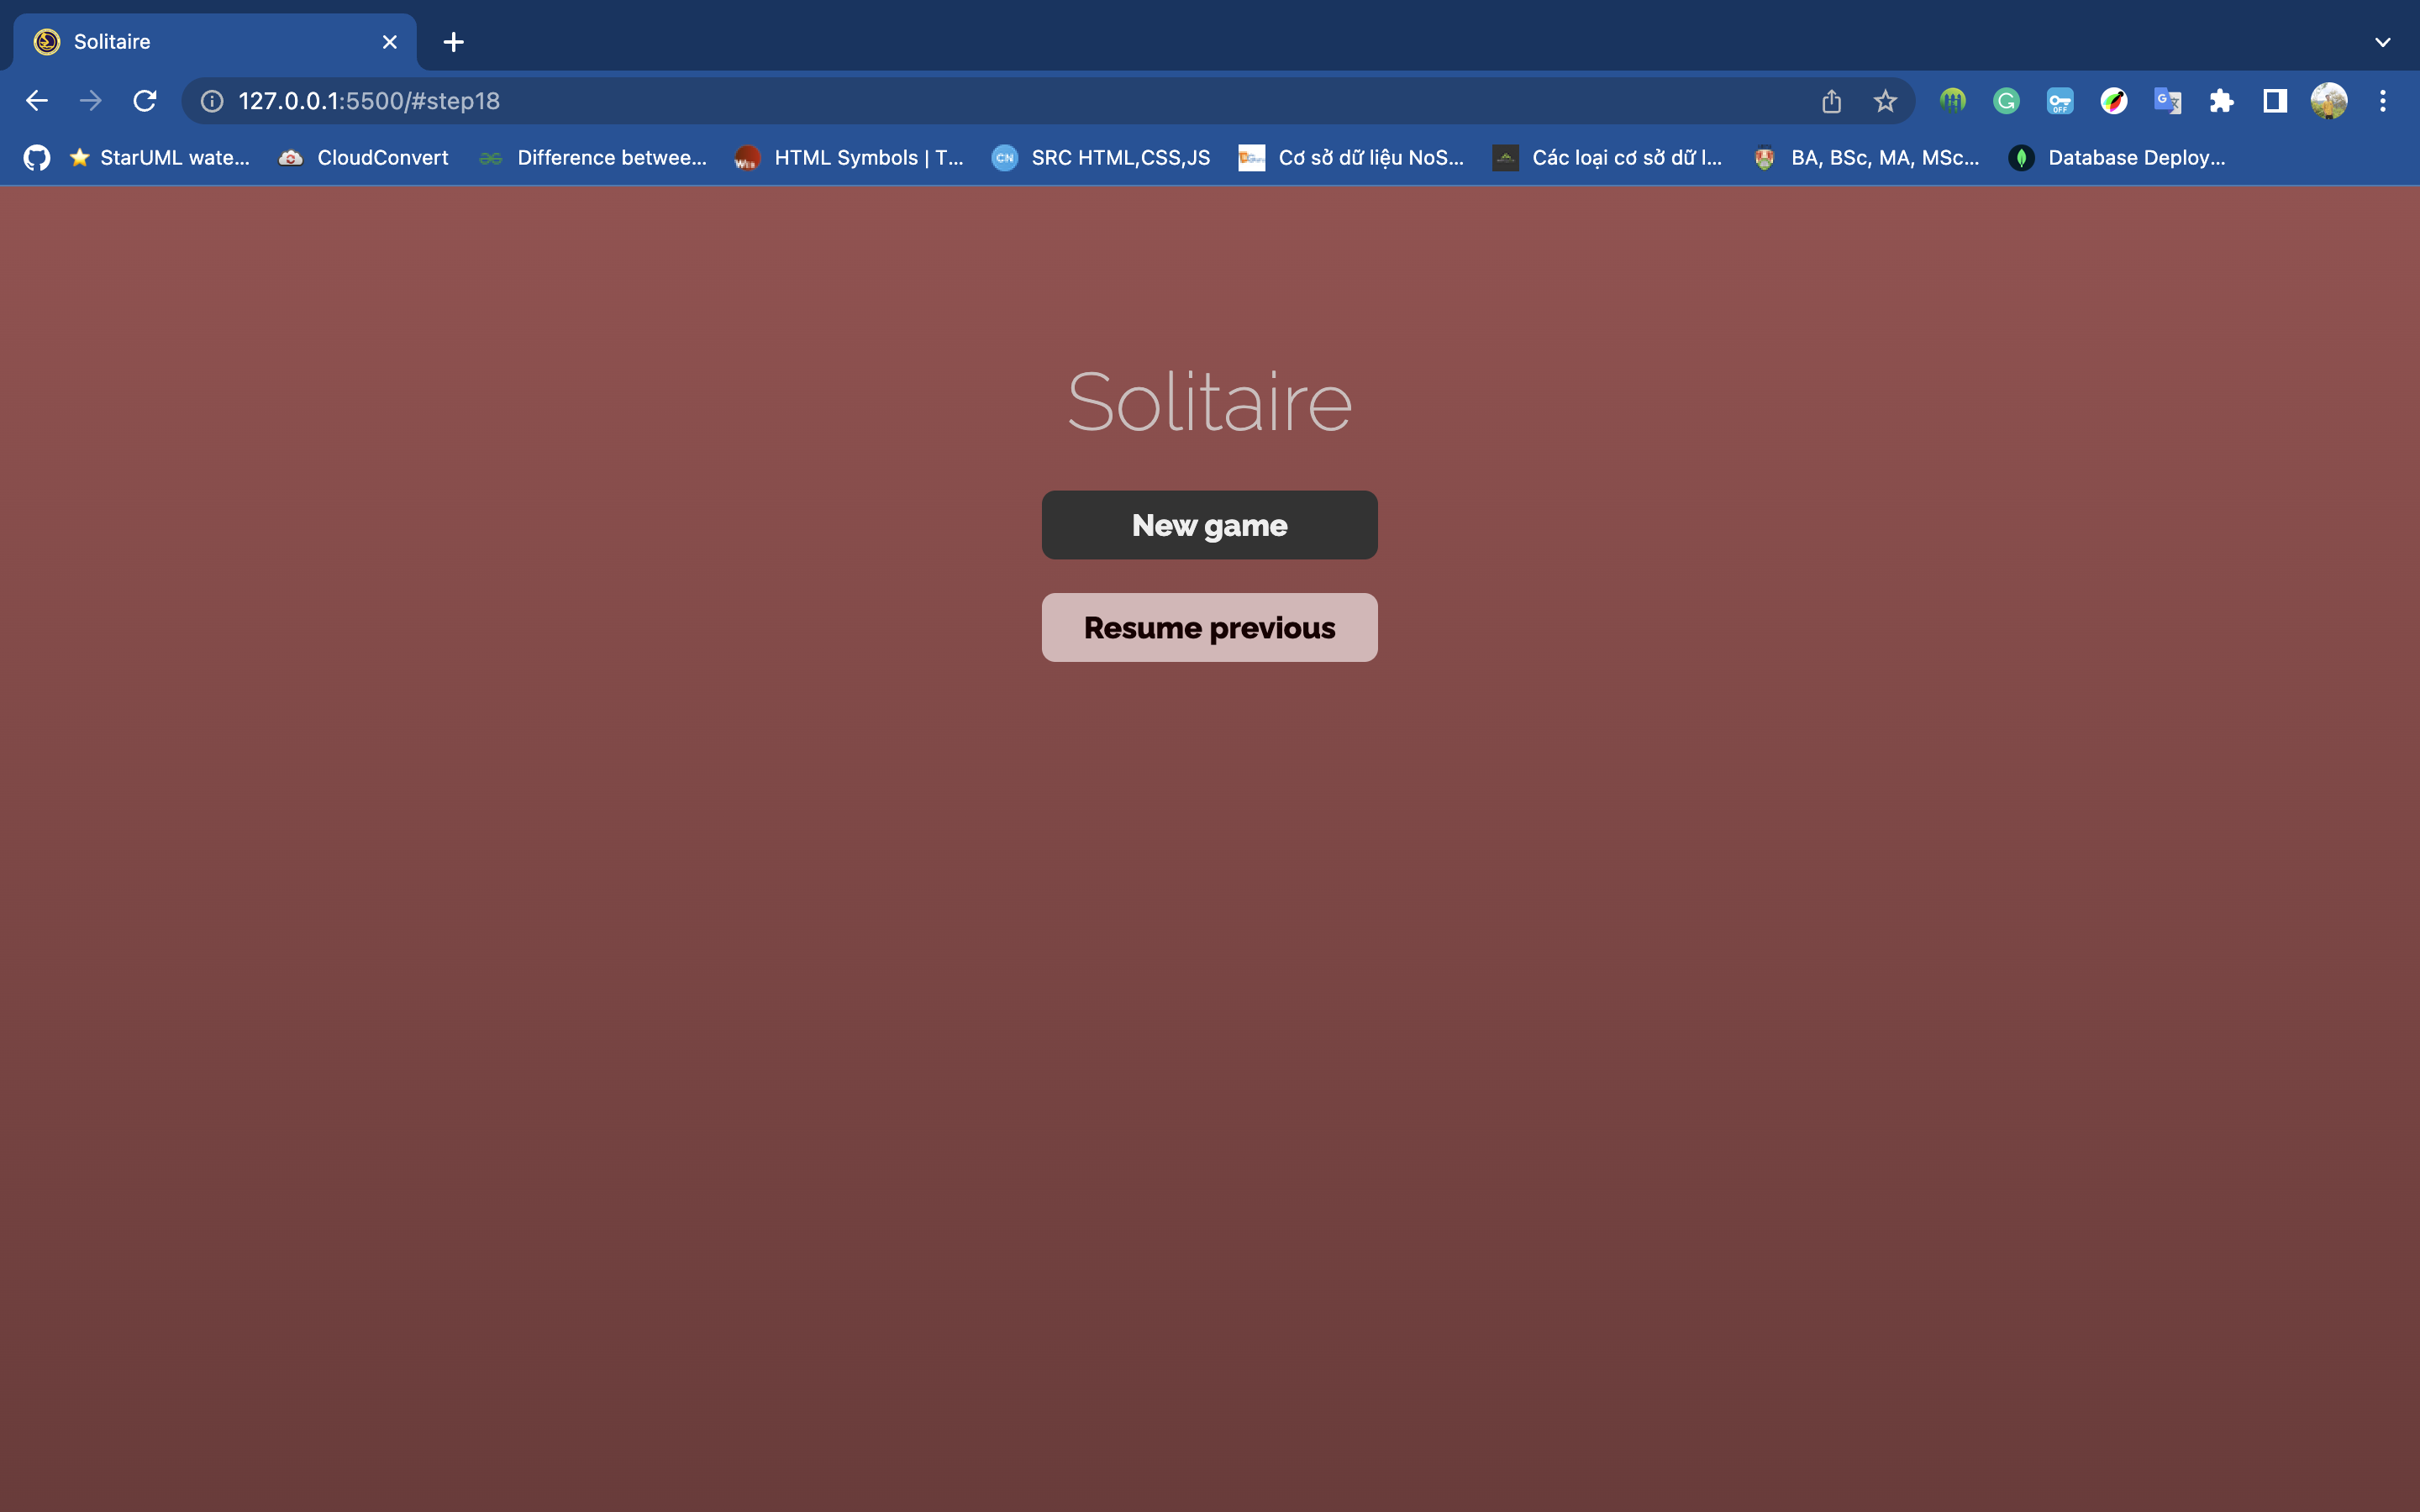 Solitaire
127.0.0.1:5500/#step18
OFF
StarUML wate...
CloudConvert
Difference betwee...
HTML Symbols | T...
CN SRC HTML,CSS,JS
Cơ sở dữ liệu NoS...
Các loại cơ sở dữ l...
BA, BSc, MA, MSc...
Database Deploy...
Solitaire
New game
Resume previous